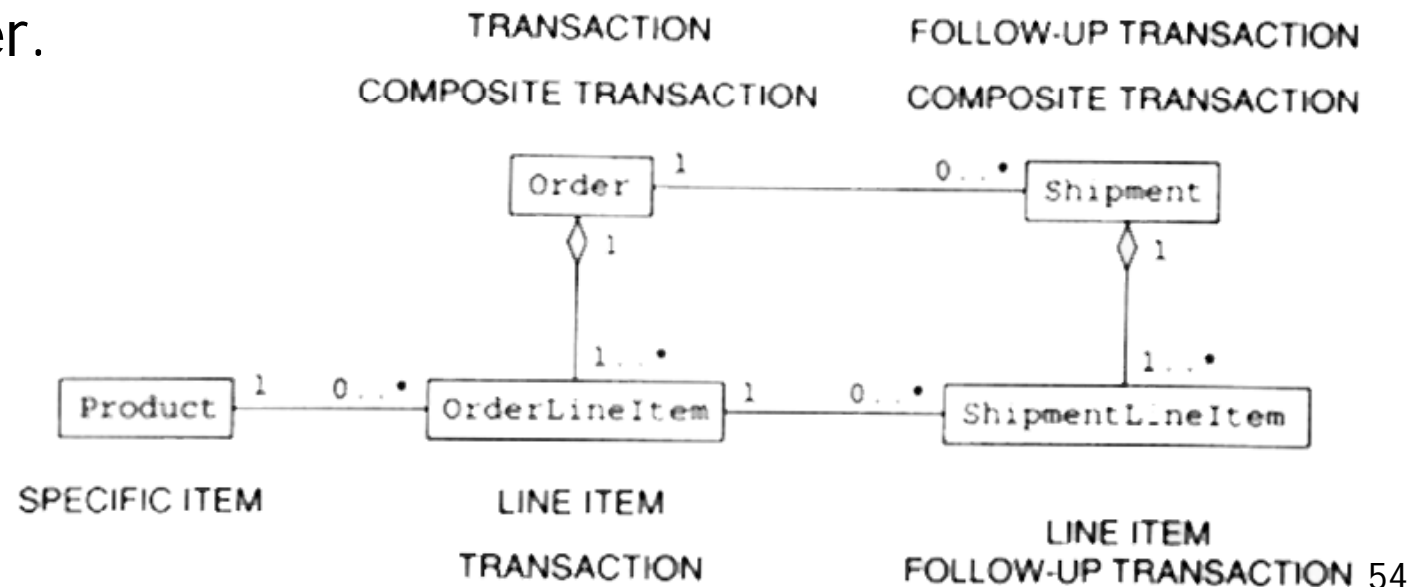 er.
TRANSACTION
FOLLOW-UP TRANSACTION
COMPOSITE TRANSACTION
COMPOSITE TRANSACTION
Order
1
0..•
Shipment
1
1
1..•
1..•
Product
1
0..•
OrderLineItem
1
0..•
ShipmentLineItem
SPECIFIC ITEM
LINE ITEM
TRANSACTION
LINE ITEM
FOLLOW-UP TRANSACTION
54